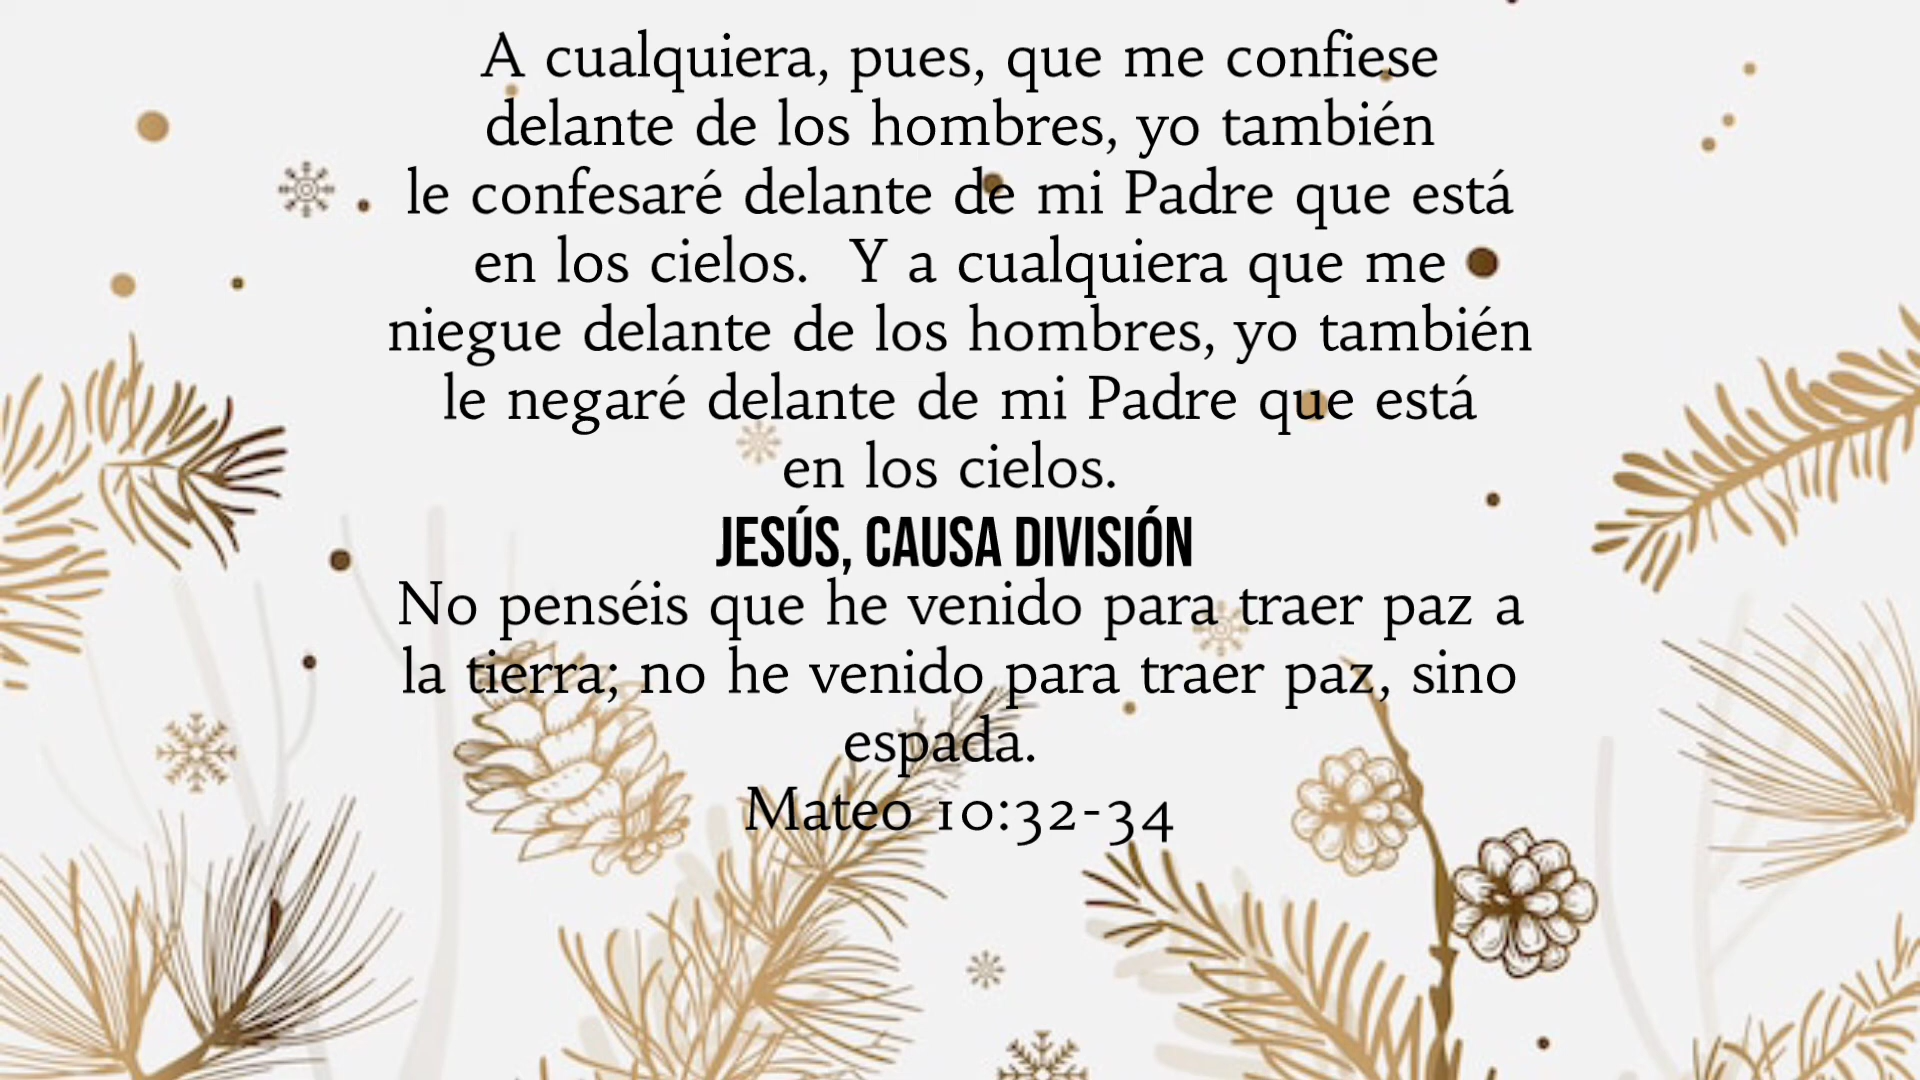 A cualquiera, pues, que me confiese
delante de los hombres, yo también
le confesaré delante de mi Padre que está
en los cielos.  Y a cualquiera que me
niegue delante de los hombres, yo también
le negaré delante de mi Padre que está
en los cielos.
JESÚS, CAUSA DIVISIÓN
No penséis que he venido para traer paz a
la tierra; no he venido para traer paz, sino
espada.
Mateo 10:32-34